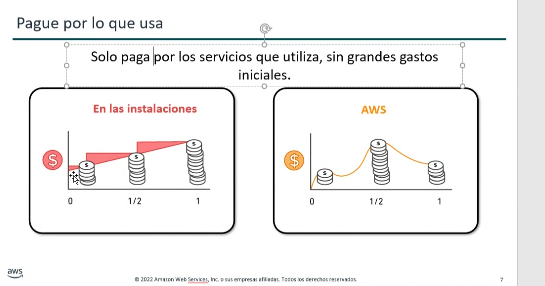 Pague por lo que usa
Solo paga por los servicios que utiliza, sin grandes gastos
iniciales.
En las instalaciones
AWS
$
$
$
$
$
$
$
$
0
1/2
1
0
1/2
1
aws
© 2022 Amazon Web Services, Inc. o sus empresas afiliadas. Todos los derechos reservados.
7